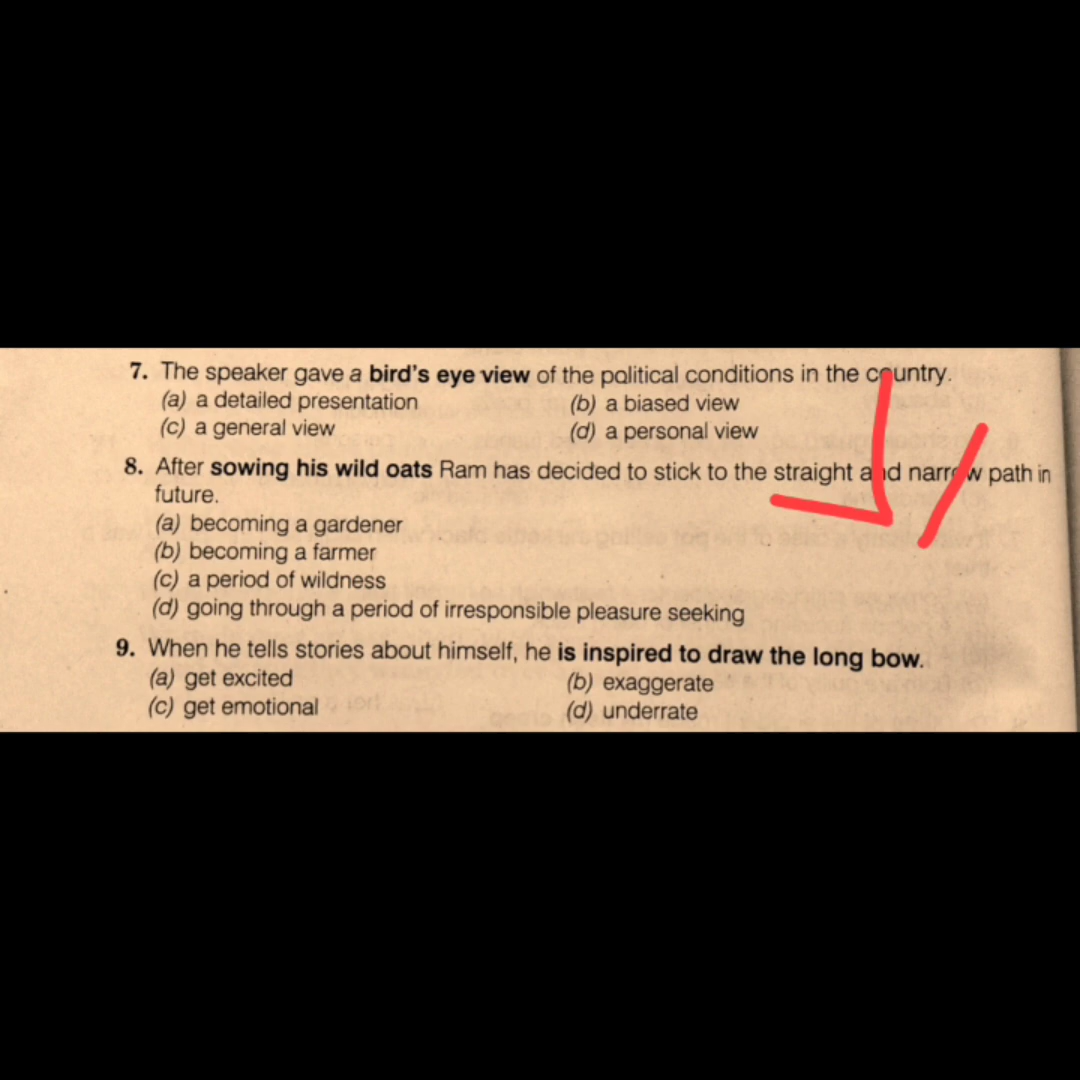 7. The speaker gave a bird's eye view of the political conditions in the country.
(a) a detailed presentation (b) a biased view
(c) a general view (d) a personal view
8. After sowing his wild oats Ram has decided to stick to the straight and narrow path in
future.
(a) becoming a gardener
(b) becoming a farmer
(c) a period of wildness
(d) going through a period of irresponsible pleasure seeking
9. When he tells stories about himself, he is inspired to draw the long bow.
(a) get excited (b) exaggerate
(c) get emotional (d) underrate